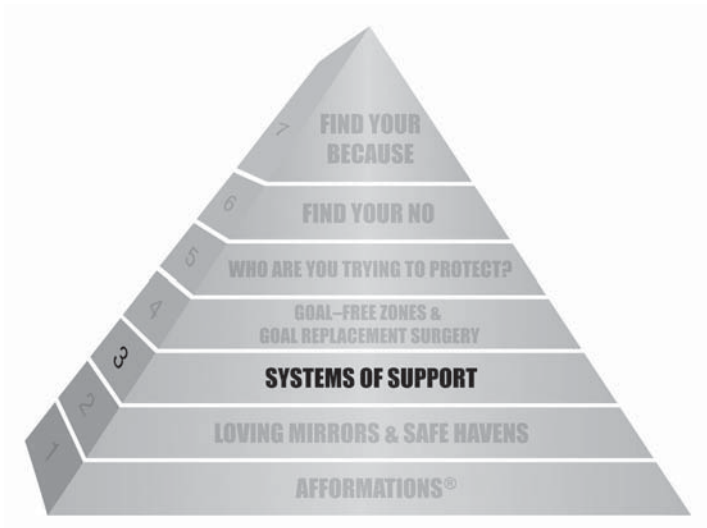 7
FIND YOUR
BECAUSE
6
FIND YOUR NO
5
WHO ARE YOU TRYING TO PROTECT?
4
GOAL–FREE ZONES &
GOAL REPLACEMENT SURGERY
3
SYSTEMS OF SUPPORT
2
LOVING MIRRORS & SAFE HAVENS
1
AFFORMATIONS®